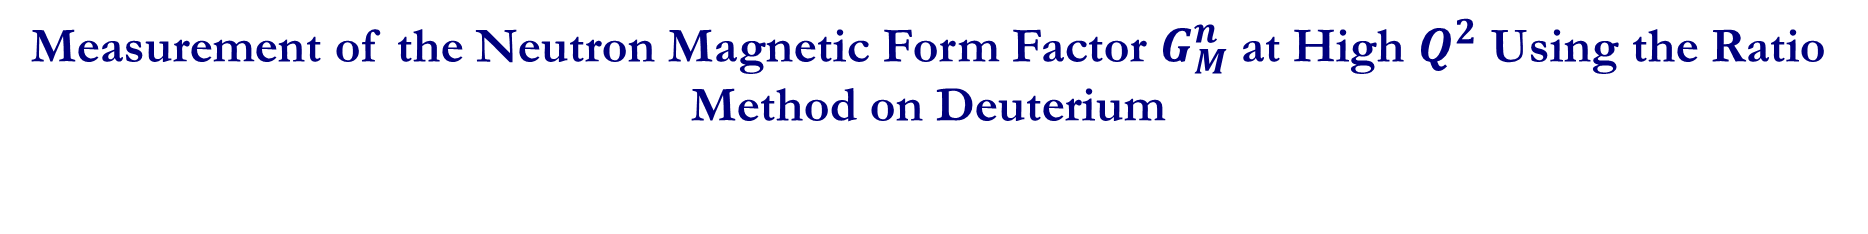 Measurement of the Neutron Magnetic Form Factor $G_M^n$ at High $Q^2$ Using the Ratio
Method on Deuterium